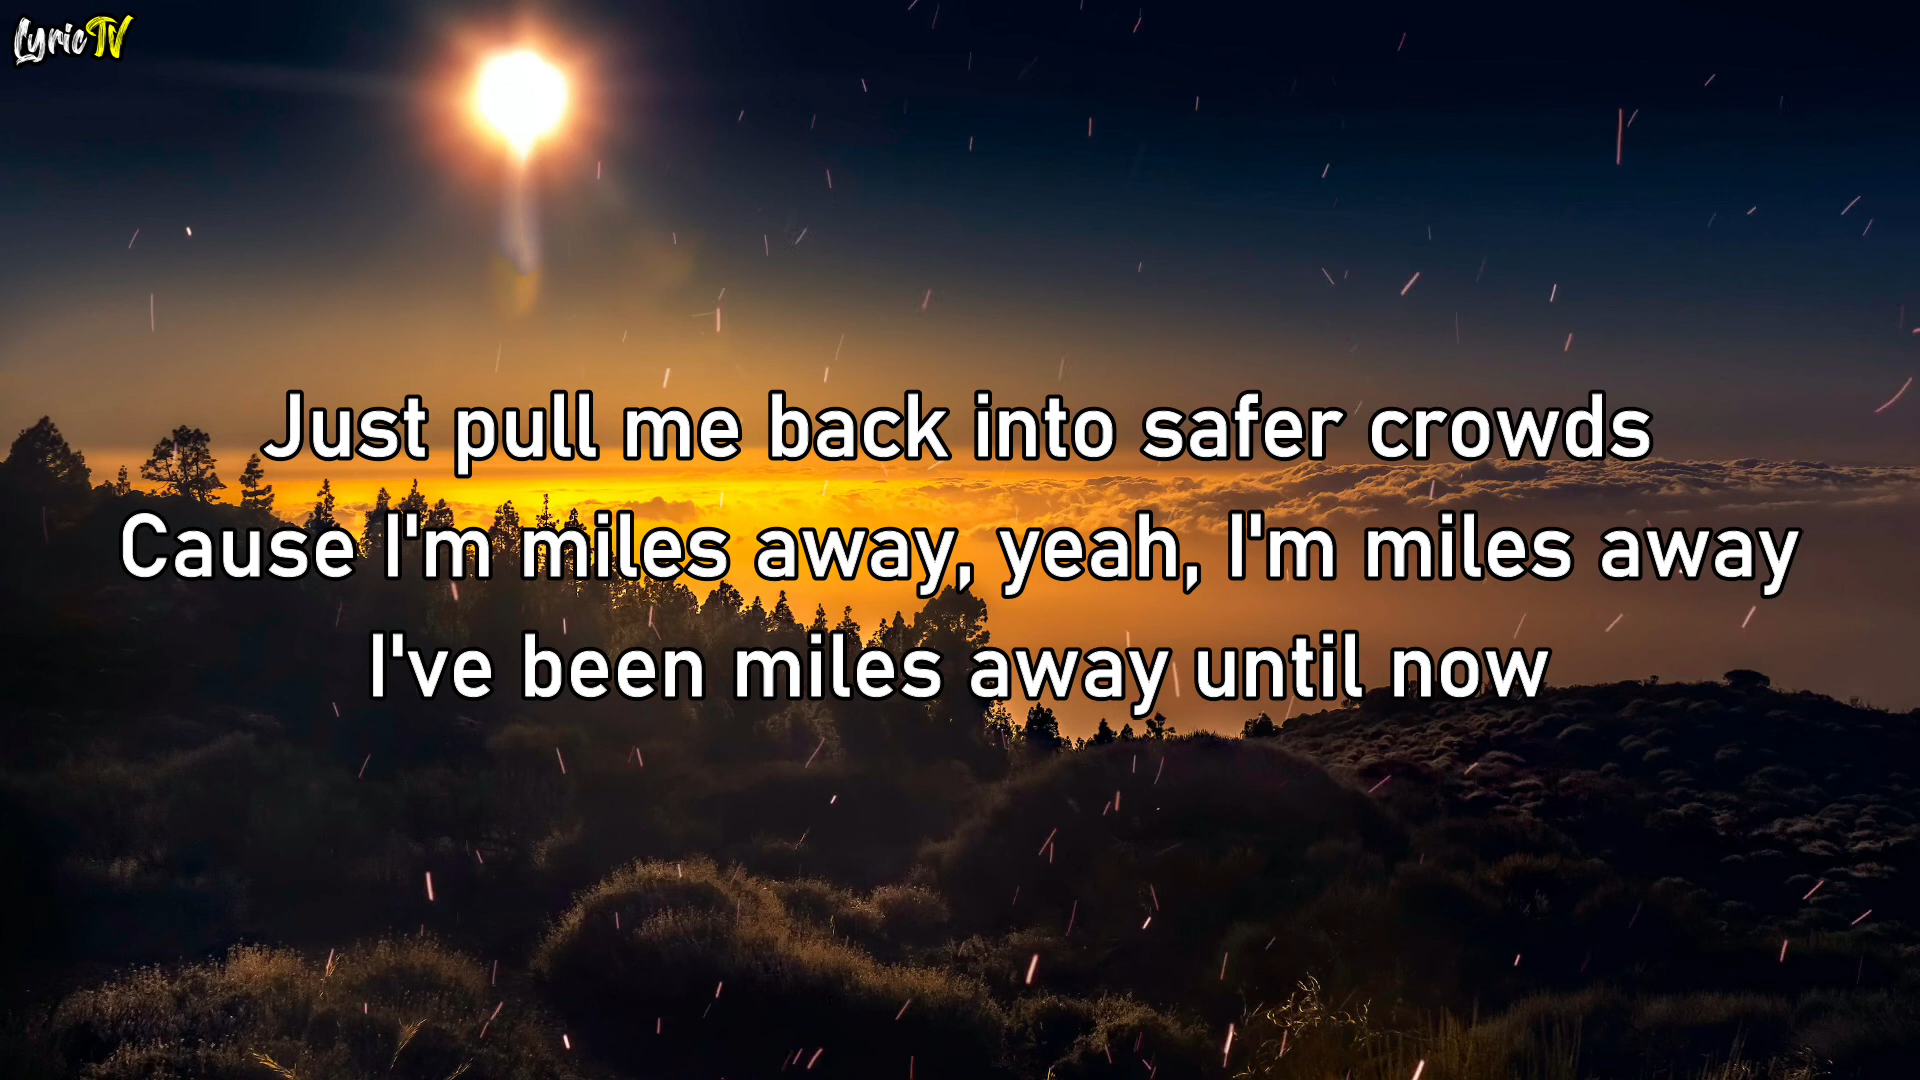 LyricTV
Just pull me back into safer crowds
Cause I'm miles away, yeah, I'm miles away
I've been miles away until now